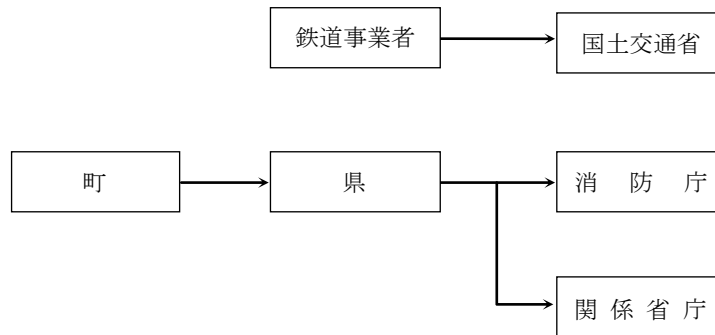 鉄道事業者
国土交通省
町
県
消防庁
関係省庁